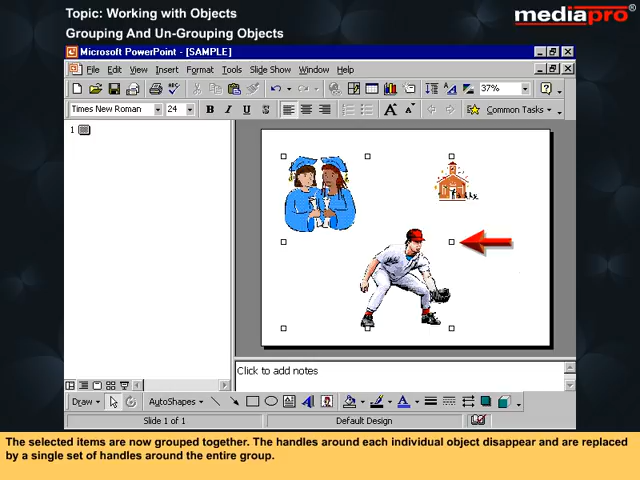 Topic: Working with Objects
mediapro®
Grouping And Un-Grouping Objects
Microsoft PowerPoint - [SAMPLE]
File Edit View Insert Format Tools Slide Show Window Help
37%
Times New Roman 24 B I U S A A Common Tasks
1
Click to add notes
Draw AutoShapes A A
Slide 1 of 1 Default Design
The selected items are now grouped together. The handles around each individual object disappear and are replaced
by a single set of handles around the entire group.